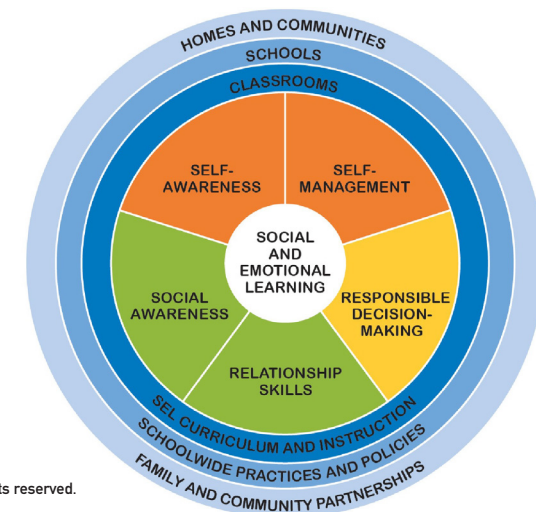 HOMES AND COMMUNITIES
SCHOOLS
CLASSROOMS
SELF-
AWARENESS
SELF-
MANAGEMENT
SOCIAL
AND
EMOTIONAL
LEARNING
SOCIAL
AWARENESS
RESPONSIBLE
DECISION-
MAKING
RELATIONSHIP
SKILLS
SEL CURRICULUM AND INSTRUCTION
SCHOOLWIDE PRACTICES AND POLICIES
FAMILY AND COMMUNITY PARTNERSHIPS
ts reserved.